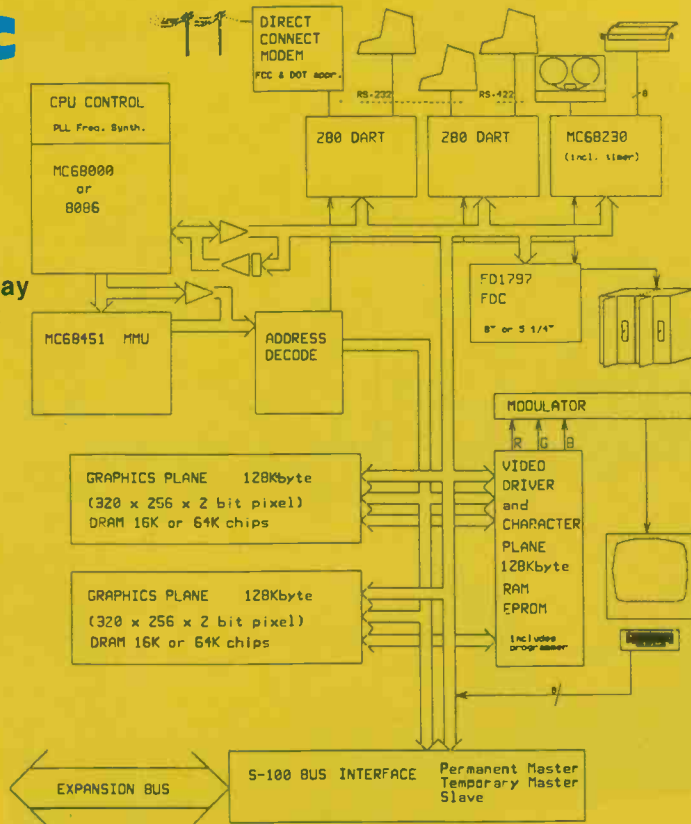 C
DIRECT
CONNECT
MODEM
FCC & DOT appr.
RS-232
RS-422
8
CPU CONTROL
PLL Freq. Synth.
MC68000
or
8086
Z80 DART
Z80 DART
MC68230
(incl. timer)
ay
MC68451 MMU
ADDRESS
DECODE
FD1797
FDC
8" or 5 1/4"
MODULATOR
R G B
GRAPHICS PLANE 128Kbyte
(320 x 256 x 2 bit pixel)
DRAM 16K or 64K chips
VIDEO
DRIVER
and
CHARACTER
PLANE
128Kbyte
RAM
EPROM
includes
programmer
GRAPHICS PLANE 128Kbyte
(320 x 256 x 2 bit pixel)
DRAM 16K or 64K chips
8/
EXPANSION BUS
S-100 BUS INTERFACE Permanent Master
Temporary Master
Slave